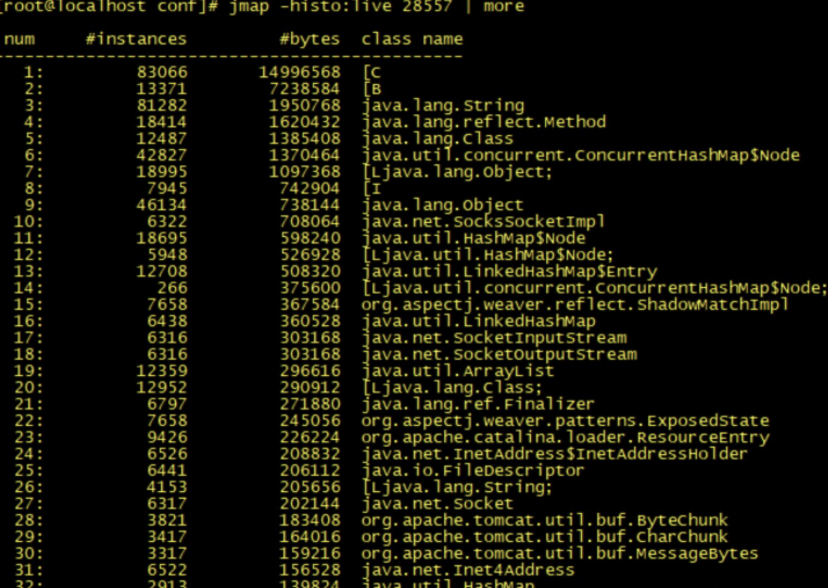 [root@localhost conf]# jmap -histo:live 28557 | more
num #instances #bytes class name
----------------------------------------------
1: 83066 14996568 [C
2: 13371 7238584 [B
3: 81282 1950768 java.lang.String
4: 18414 1620432 java.lang.reflect.Method
5: 12487 1385408 java.lang.Class
6: 42827 1370464 java.util.concurrent.ConcurrentHashMap$Node
7: 18995 1097368 [Ljava.lang.Object;
8: 7945 742904 [I
9: 46134 738144 java.lang.Object
10: 6322 708064 java.net.SocksSocketImpl
11: 18695 598240 java.util.HashMap$Node
12: 5948 526928 [Ljava.util.HashMap$Node;
13: 12708 508320 java.util.LinkedHashMap$Entry
14: 266 375600 [Ljava.util.concurrent.ConcurrentHashMap$Node;
15: 7658 367584 org.aspectj.weaver.reflect.ShadowMatchImpl
16: 6438 360528 java.util.LinkedHashMap
17: 6316 303168 java.net.SocketInputStream
18: 6316 303168 java.net.SocketOutputStream
19: 12359 296616 java.util.ArrayList
20: 12952 290912 [Ljava.lang.Class;
21: 6797 271880 java.lang.ref.Finalizer
22: 7658 245056 org.aspectj.weaver.patterns.ExposedState
23: 9426 226224 org.apache.catalina.loader.ResourceEntry
24: 6526 208832 java.net.InetAddress$InetAddressHolder
25: 6441 206112 java.io.FileDescriptor
26: 4153 205656 [Ljava.lang.String;
27: 6317 202144 java.net.Socket
28: 3821 183408 org.apache.tomcat.util.buf.ByteChunk
29: 3417 164016 org.apache.tomcat.util.buf.CharChunk
30: 3317 159216 org.apache.tomcat.util.buf.MessageBytes
31: 6522 156528 java.net.Inet4Address
32: 2913 139824 java.util.HashMap